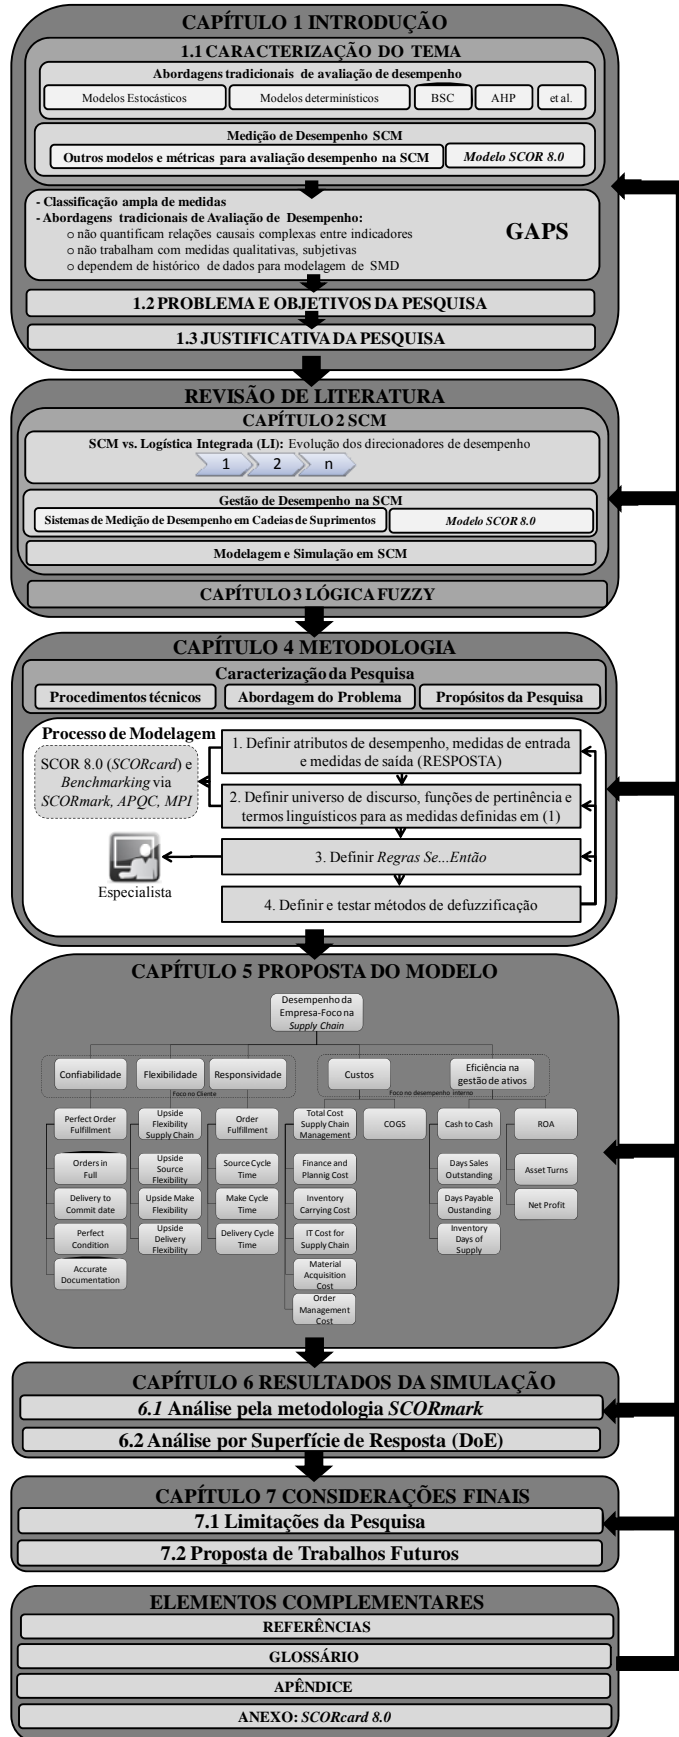 CAPÍTULO 1 INTRODUÇÃO
1.1 CARACTERIZAÇÃO DO TEMA
Abordagens tradicionais de avaliação de desempenho
Modelos Estocásticos
Modelos determinísticos
BSC
AHP
et al.
Medição de Desempenho SCM
Outros modelos e métricas para avaliação desempenho na SCM
Modelo SCOR 8.0
- Classificação ampla de medidas
- Abordagens tradicionais de Avaliação de Desempenho:
o não quantificam relações causais complexas entre indicadores
o não trabalham com medidas qualitativas, subjetivas
o dependem de histórico de dados para modelagem de SMD
GAPS
1.2 PROBLEMA E OBJETIVOS DA PESQUISA
1.3 JUSTIFICATIVA DA PESQUISA
REVISÃO DE LITERATURA
CAPÍTULO 2 SCM
SCM vs. Logística Integrada (LI): Evolução dos direcionadores de desempenho
1
2
n
Gestão de Desempenho na SCM
Sistemas de Medição de Desempenho em Cadeias de Suprimentos
Modelo SCOR 8.0
Modelagem e Simulação em SCM
CAPÍTULO 3 LÓGICA FUZZY
CAPÍTULO 4 METODOLOGIA
Caracterização da Pesquisa
Procedimentos técnicos
Abordagem do Problema
Propósitos da Pesquisa
Processo de Modelagem
SCOR 8.0 (SCORcard) e
Benchmarking via
SCORmark, APQC, MPI
Especialista
1. Definir atributos de desempenho, medidas de entrada
e medidas de saída (RESPOSTA)
2. Definir universo de discurso, funções de pertinência e
termos linguísticos para as medidas definidas em (1)
3. Definir Regras Se...Então
4. Definir e testar métodos de defuzzificação
CAPÍTULO 5 PROPOSTA DO MODELO
Desempenho da
Empresa-Foco na
Supply Chain
Confiabilidade
Flexibilidade
Responsividade
Foco no Cliente
Custos
Eficiência na
gestão de ativos
Foco no desempenho interno
Perfect Order
Fulfillment
Orders in
Full
Delivery to
Commit date
Perfect
Condition
Accurate
Documentation
Upside
Flexibility
Supply Chain
Upside
Source
Flexibility
Upside Make
Flexibility
Upside
Delivery
Flexibility
Order
Fulfillment
Source Cycle
Time
Make Cycle
Time
Delivery Cycle
Time
Total Cost
Supply Chain
Management
Finance and
Plannig Cost
Inventory
Carrying Cost
IT Cost for
Supply Chain
Material
Acquisition
Cost
Order
Management
Cost
COGS
Cash to Cash
Days Sales
Outstanding
Days Payable
Oustanding
Inventory
Days of
Supply
ROA
Asset Turns
Net Profit
CAPÍTULO 6 RESULTADOS DA SIMULAÇÃO
6.1 Análise pela metodologia SCORmark
6.2 Análise por Superfície de Resposta (DoE)
CAPÍTULO 7 CONSIDERAÇÕES FINAIS
7.1 Limitações da Pesquisa
7.2 Proposta de Trabalhos Futuros
ELEMENTOS COMPLEMENTARES
REFERÊNCIAS
GLOSSÁRIO
APÊNDICE
ANEXO: SCORcard 8.0